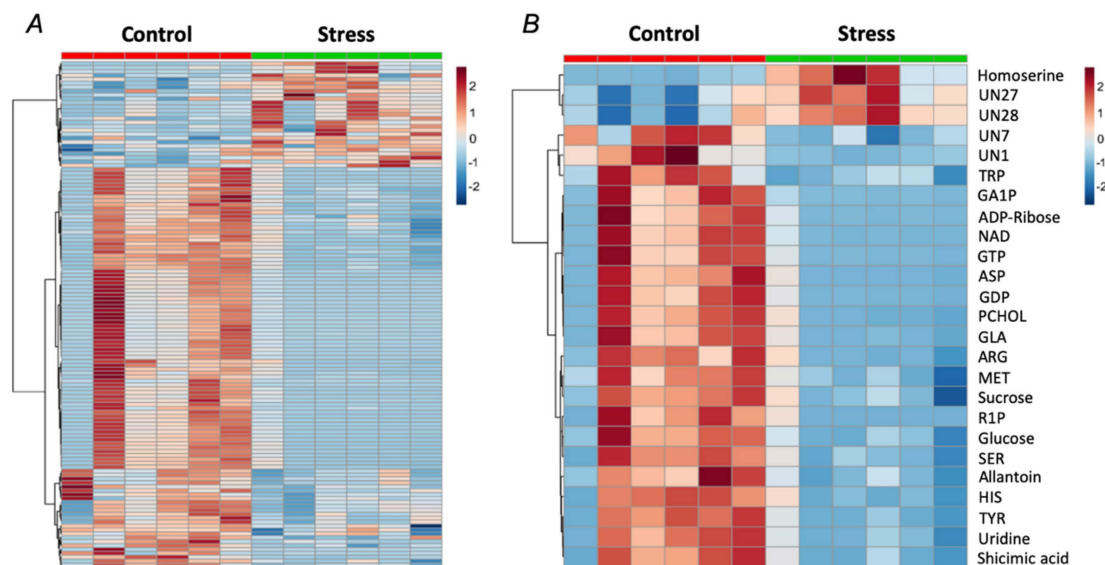 A
Control Stress
2
1
0
-1
-2
B
Control Stress
Homoserine
UN27
UN28
UN7
UN1
TRP
GA1P
ADP-Ribose
NAD
GTP
ASP
GDP
PCHOL
GLA
ARG
MET
Sucrose
R1P
Glucose
SER
Allantoin
HIS
TYR
Uridine
Shicimic acid
2
1
0
-1
-2